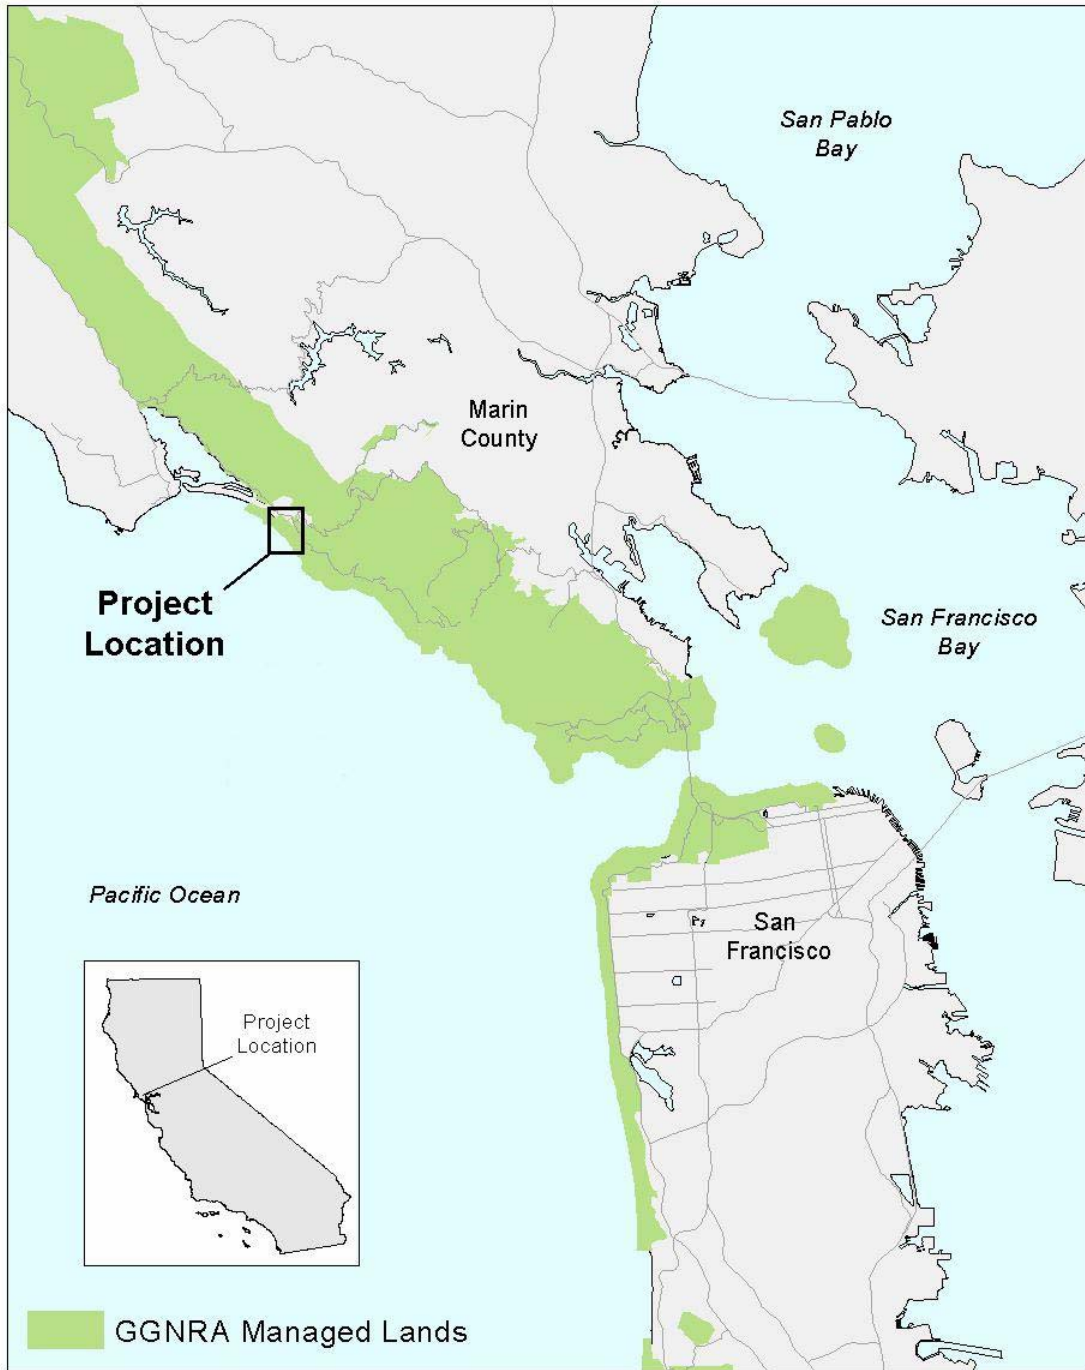 San Pablo
Bay
Marin
County
Project
Location
San Francisco
Bay
Pacific Ocean
San
Francisco
Project
Location
GGNRA Managed Lands